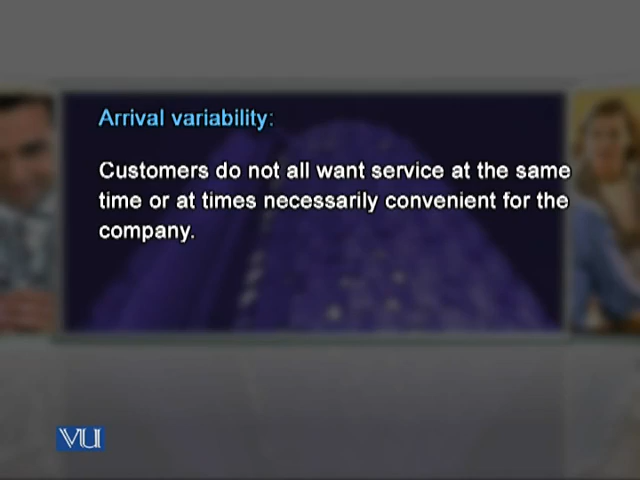 Arrival variability:
Customers do not all want service at the same
time or at times necessarily convenient for the
company.
VU